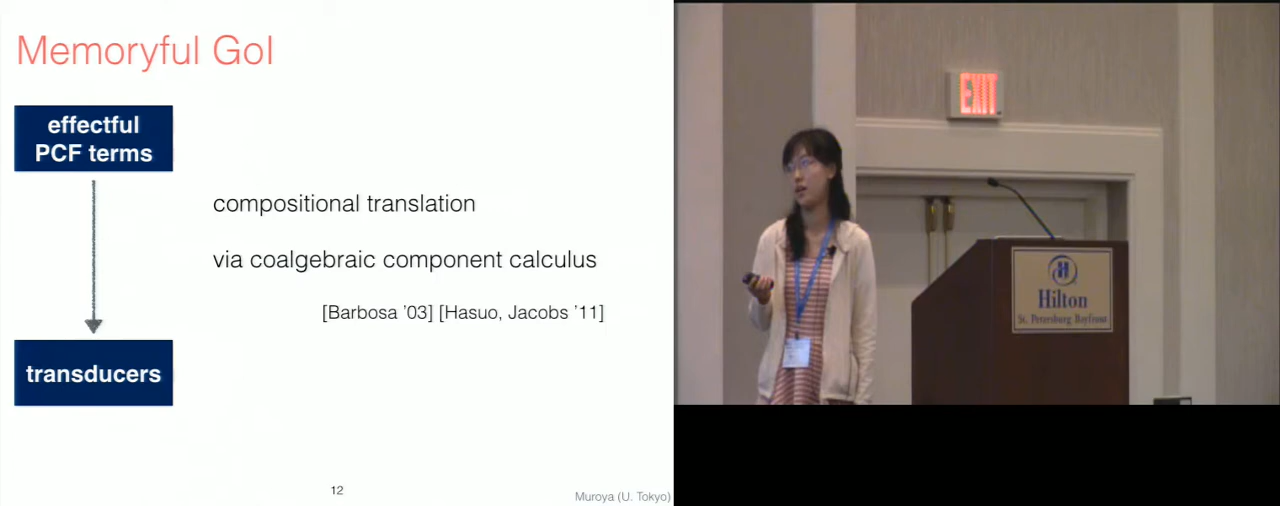 Memoryful GoI
effectful
PCF terms
compositional translation
via coalgebraic component calculus
[Barbosa ’03] [Hasuo, Jacobs ’11]
transducers
12
Muroya (U. Tokyo)
EXIT
Hilton
St. Petersburg Bayfront